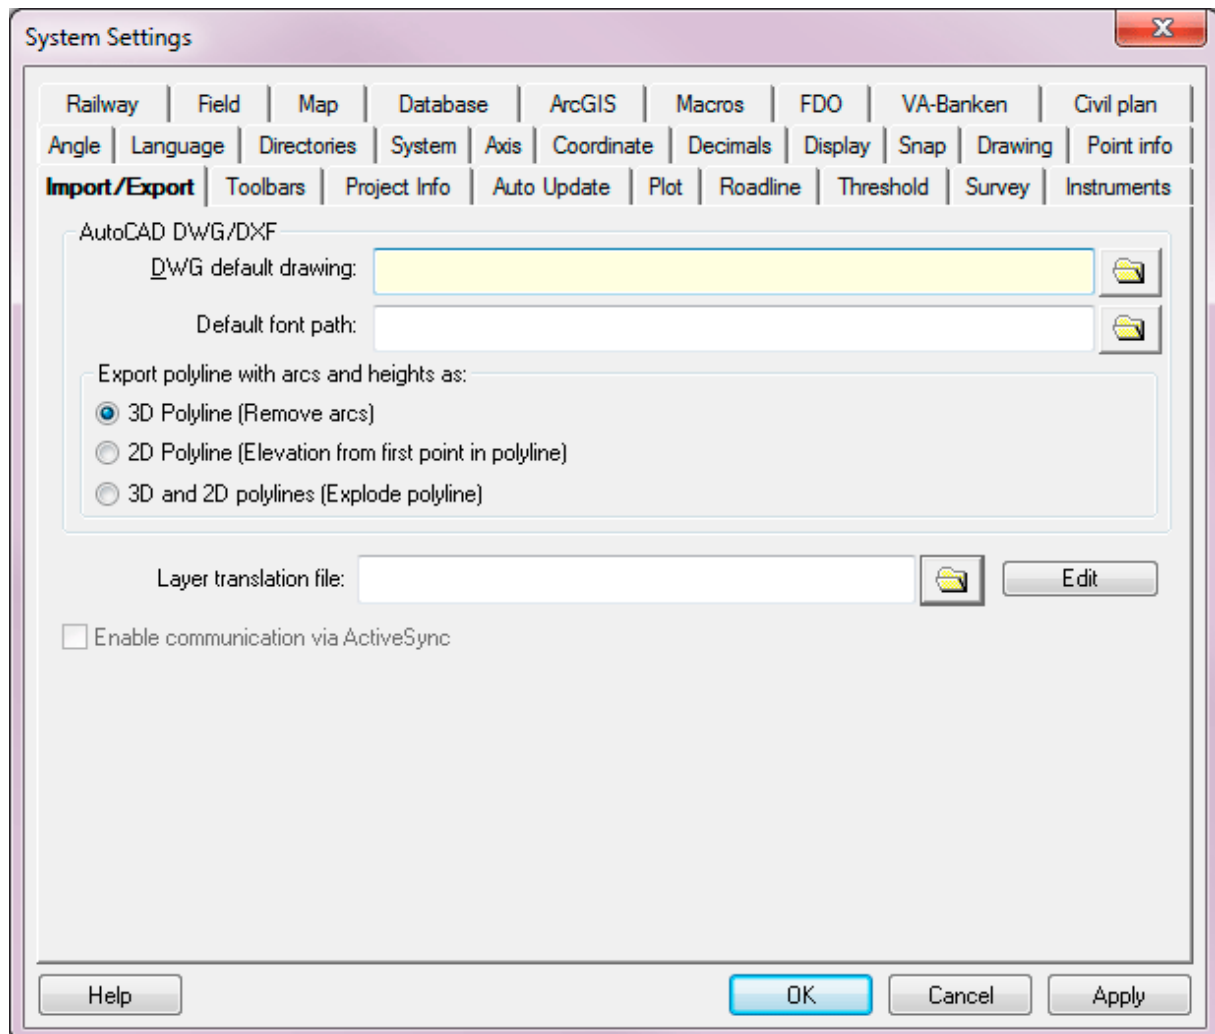 System Settings
Railway Field Map Database ArcGIS Macros FDO VA-Banken Civil plan
Angle Language Directories System Axis Coordinate Decimals Display Snap Drawing Point info
Import/Export Toolbars Project Info Auto Update Plot Roadline Threshold Survey Instruments
AutoCAD DWG/DXF
DWG default drawing:
Default font path:
Export polyline with arcs and heights as:
3D Polyline (Remove arcs)
2D Polyline (Elevation from first point in polyline)
3D and 2D polylines (Explode polyline)
Layer translation file: Edit
Enable communication via ActiveSync
Help OK Cancel Apply